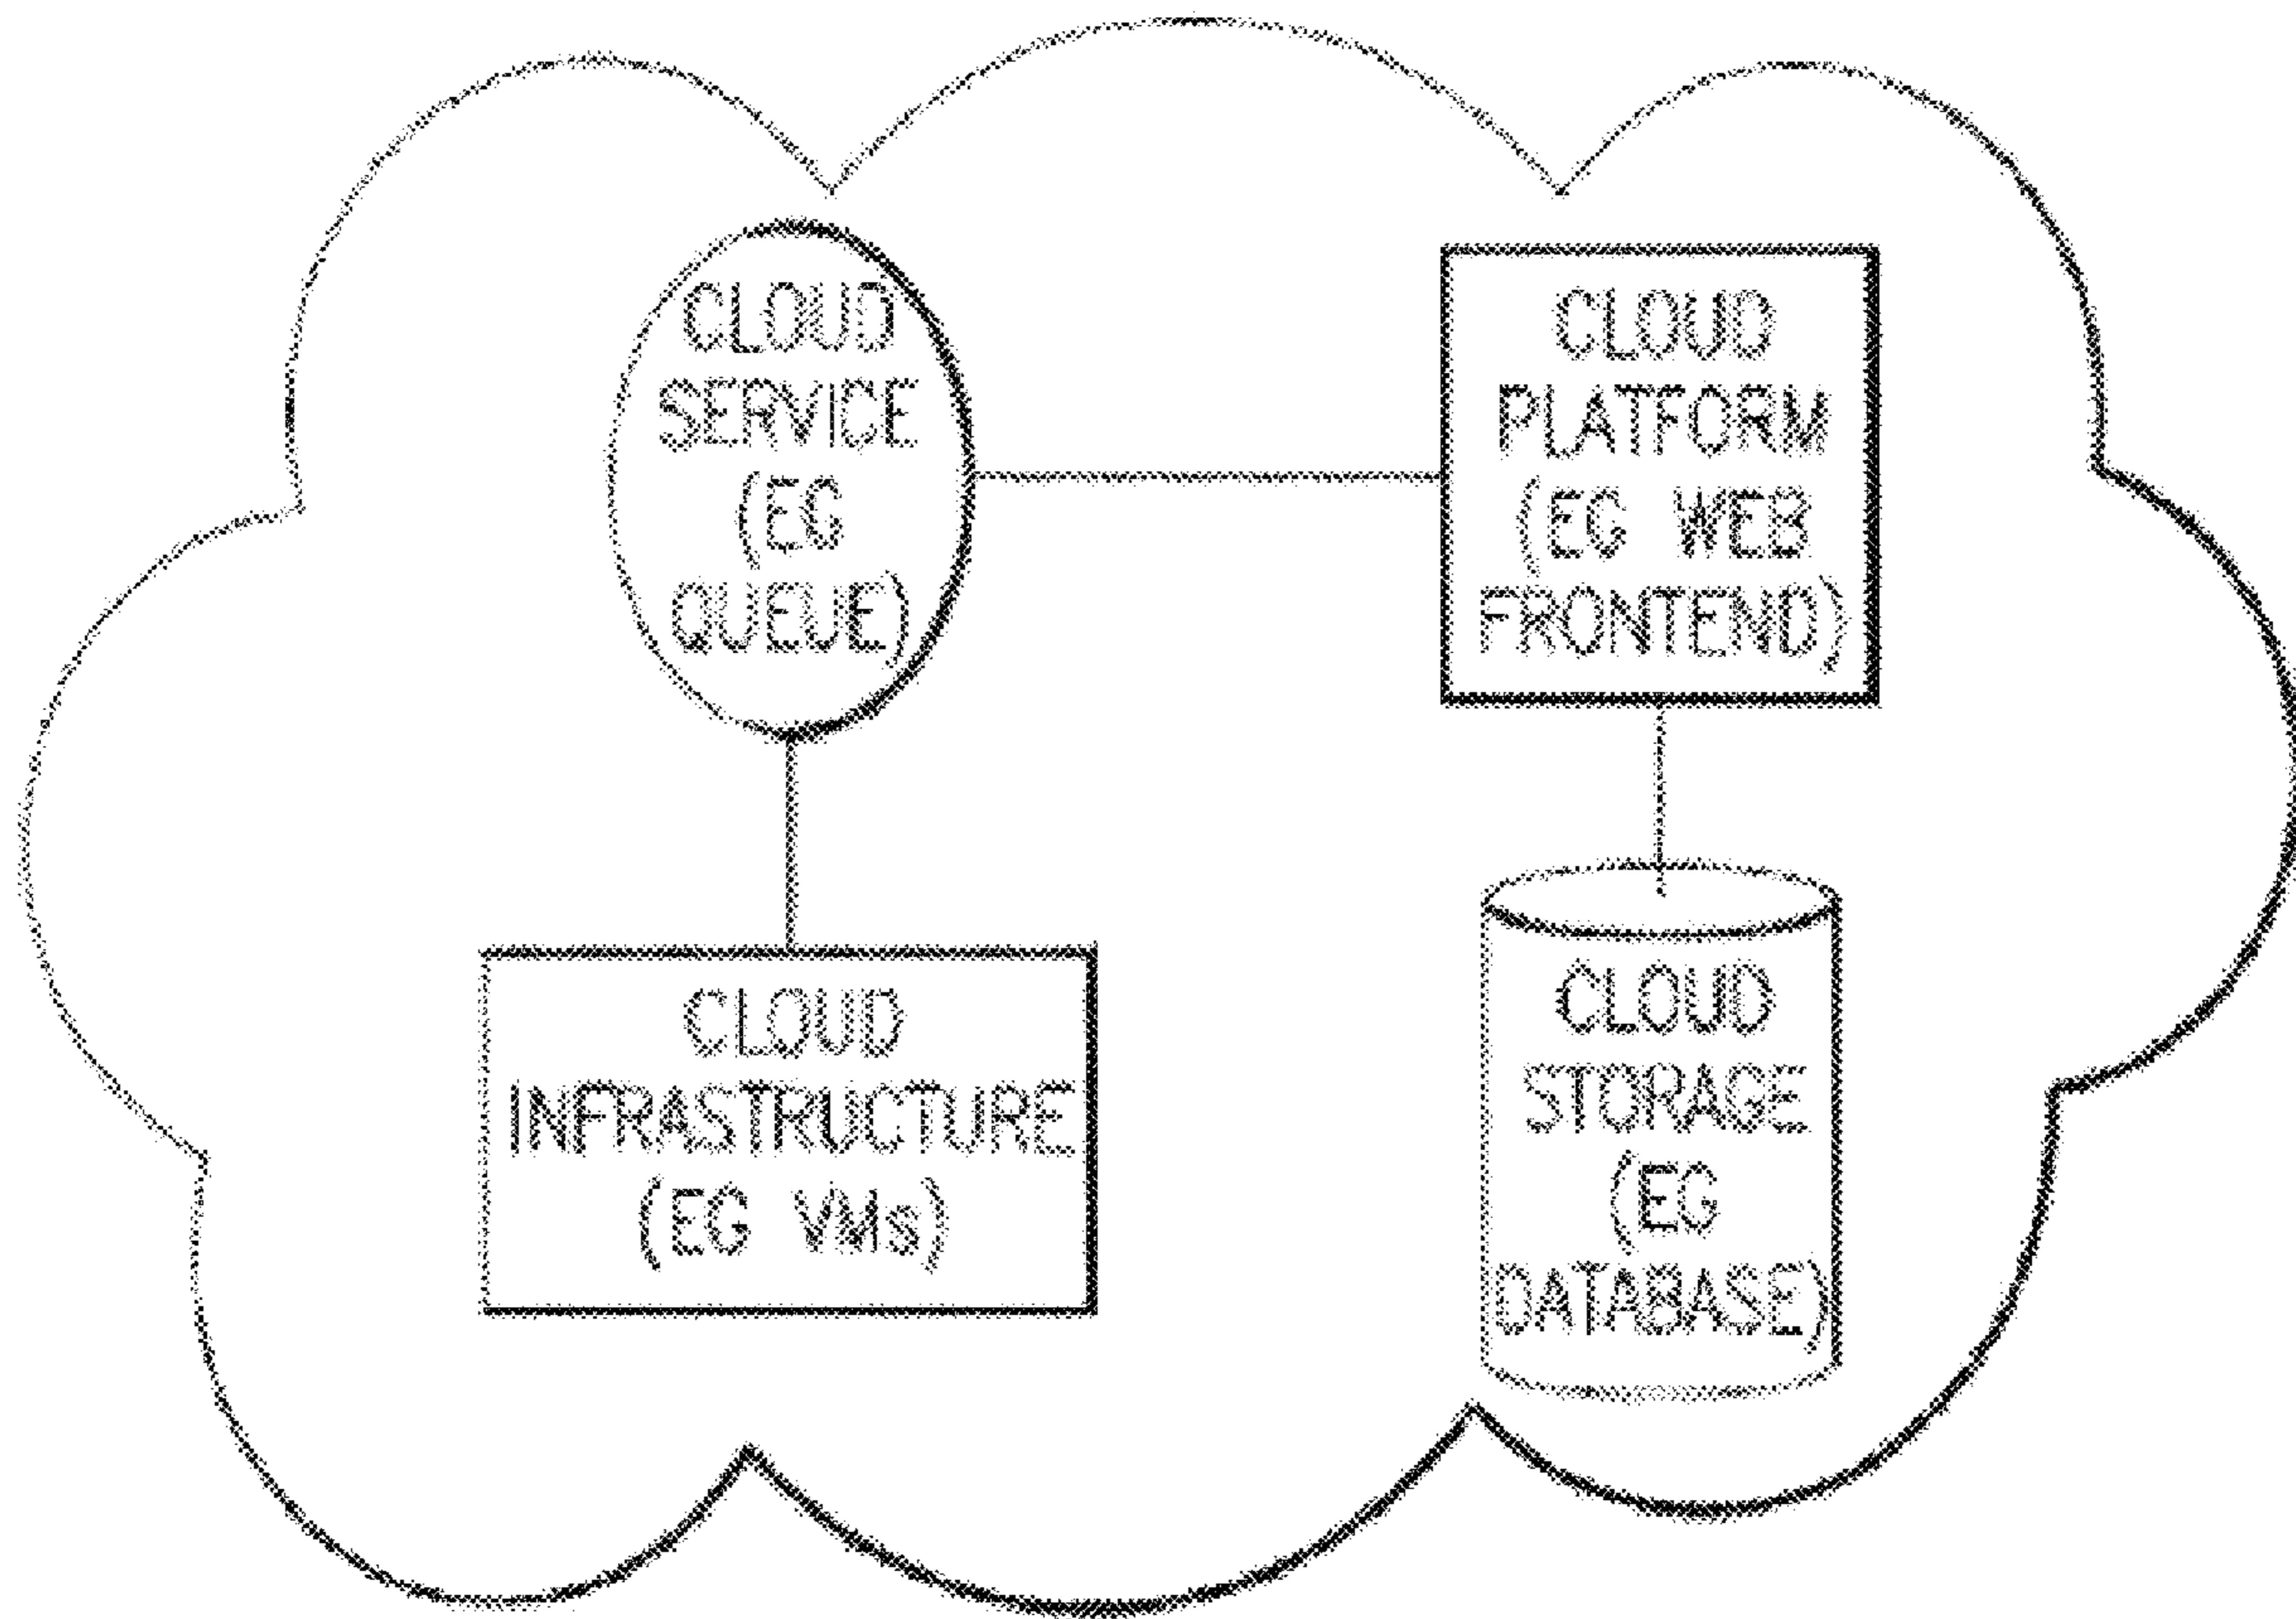 CLOUD
SERVICE
(EG
QUEUE)
CLOUD
PLATFORM
(EG WEB
FRONTEND)
CLOUD
INFRASTRUCTURE
(EG VMs)
CLOUD
STORAGE
(EG
DATABASE)